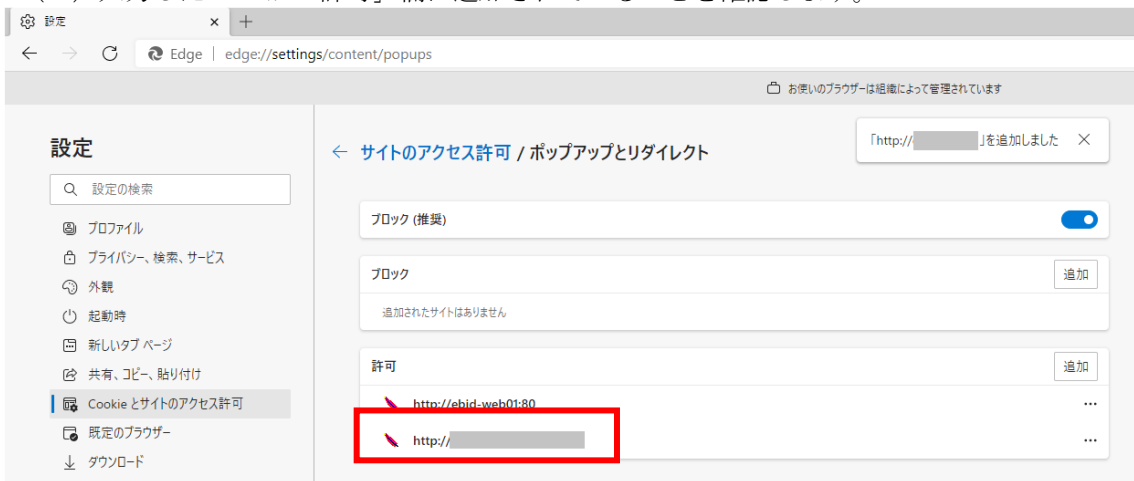 設定
Edge | edge://settings/content/popups
お使いのブラウザーは組織によって管理されています
設定
設定の検索
プロファイル
プライバシー、検索、サービス
外観
起動時
新しいタブ ページ
共有、コピー、貼り付け
Cookie とサイトのアクセス許可
既定のブラウザー
ダウンロード
サイトのアクセス許可 / ポップアップとリダイレクト
「http://
」を追加しました
ブロック (推奨)
ブロック
追加
追加されたサイトはありません
許可
追加
http://ebid-web01:80
http://